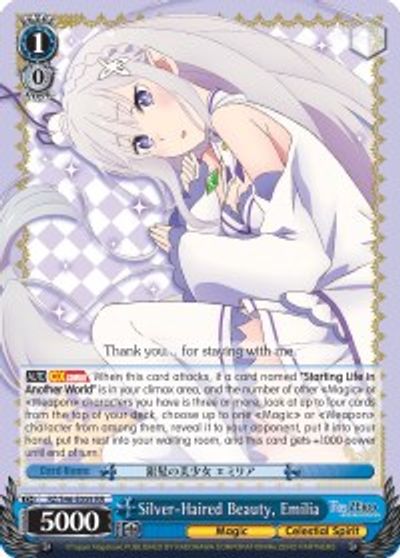 1
0
Thank you... for staying with me.
AUTO CX COMBO When this card attacks, if a card named "Starting Life in
Another World" is in your climax area, and the number of other «Magic» or
«Weapon» characters you have is three or more, look at up to four cards
from the top of your deck, choose up to one «Magic» or «Weapon»
character from among them, reveal it to your opponent, put it into
your hand, put the rest into your waiting room, and this card gets +1000 power
until end of turn.
Card Name 銀髪の美少女 エミリア
Silver-Haired Beauty, Emilia
5000
Magic Celestial Spirit